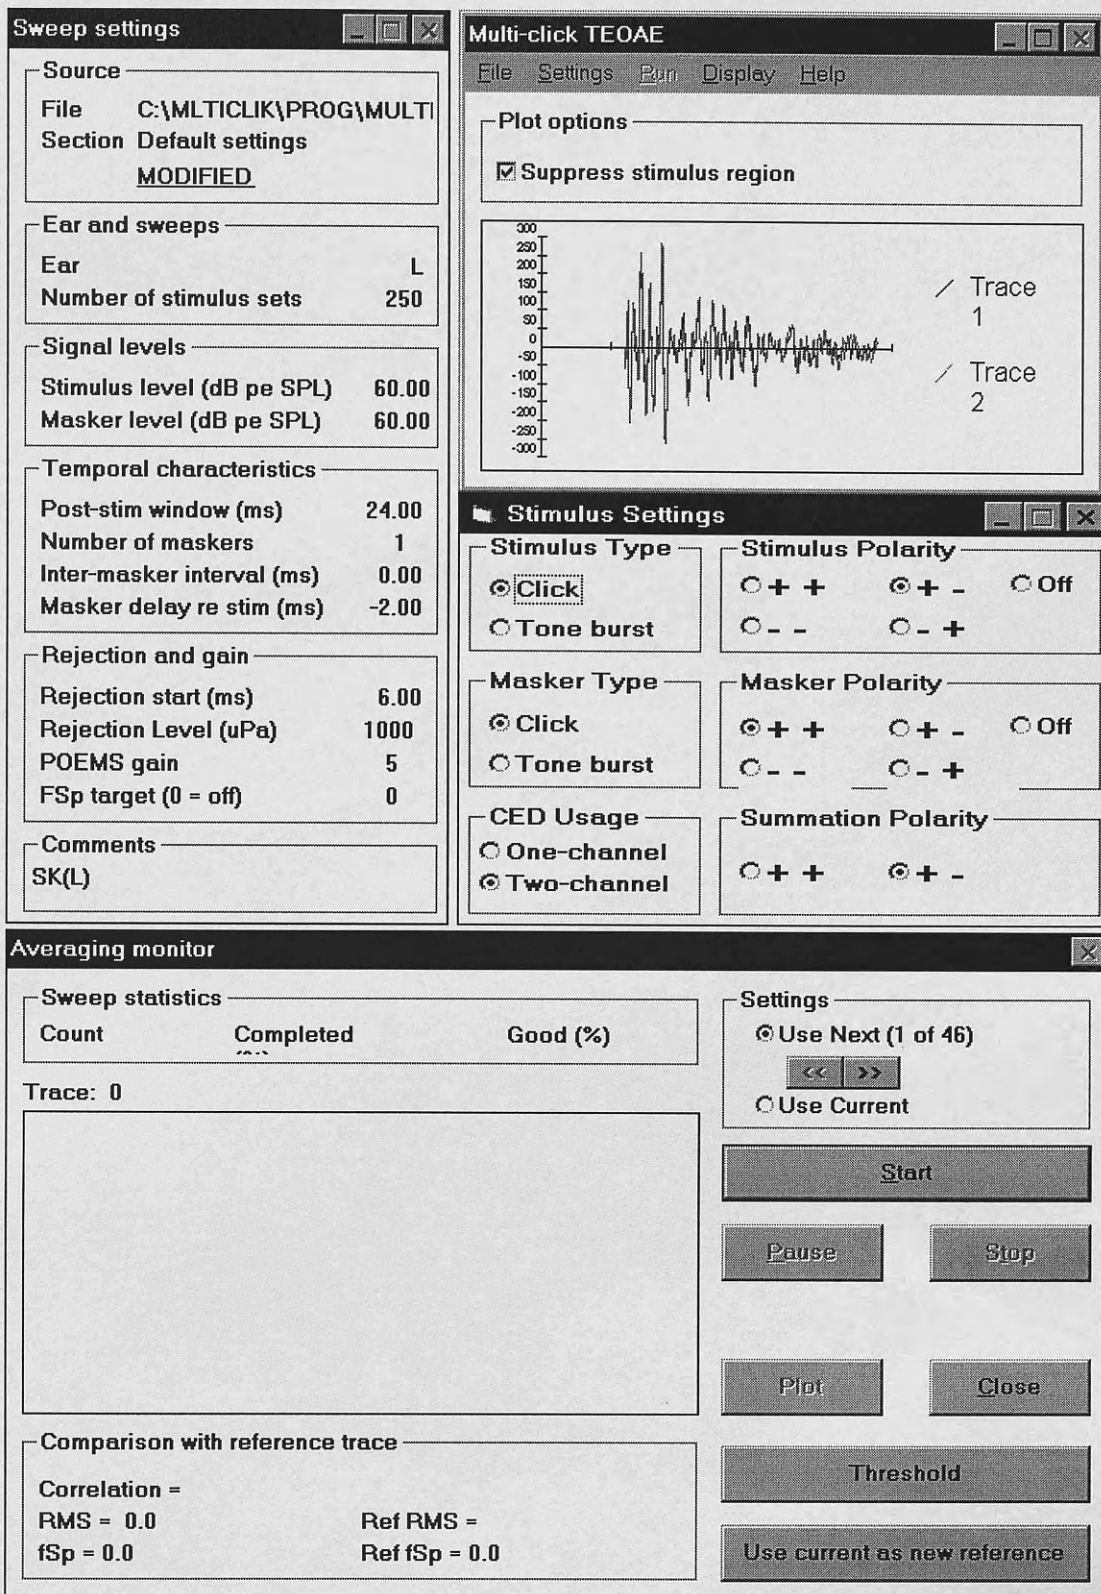 Sweep settings
Source
File C:\MLTICLIK\PROG\MULTI
Section Default settings
MODIFIED
Ear and sweeps
Ear L
Number of stimulus sets 250
Signal levels
Stimulus level (dB pe SPL) 60.00
Masker level (dB pe SPL) 60.00
Temporal characteristics
Post-stim window (ms) 24.00
Number of maskers 1
Inter-masker interval (ms) 0.00
Masker delay re stim (ms) -2.00
Rejection and gain
Rejection start (ms) 6.00
Rejection Level (uPa) 1000
POEMS gain 5
FSp target (0 = off) 0
Comments
SK(L)
Multi-click TEOAE
File Settings Run Display Help
Plot options
Suppress stimulus region
300
250
200
150
100
50
0
-50
-100
-150
-200
-250
-300
Trace
1
Trace
2
Stimulus Settings
Stimulus Type
Click
Tone burst
Stimulus Polarity
+ + + - Off
- - - +
Masker Type
Click
Tone burst
Masker Polarity
+ + + - Off
- - - +
CED Usage
One-channel
Two-channel
Summation Polarity
+ + + -
Averaging monitor
Sweep statistics
Count Completed Good (%)
Trace: 0
Comparison with reference trace
Correlation =
RMS = 0.0 Ref RMS =
fSp = 0.0 Ref fSp = 0.0
Settings
Use Next (1 of 46)
<< >>
Use Current
Start
Pause Stop
Plot Close
Threshold
Use current as new reference